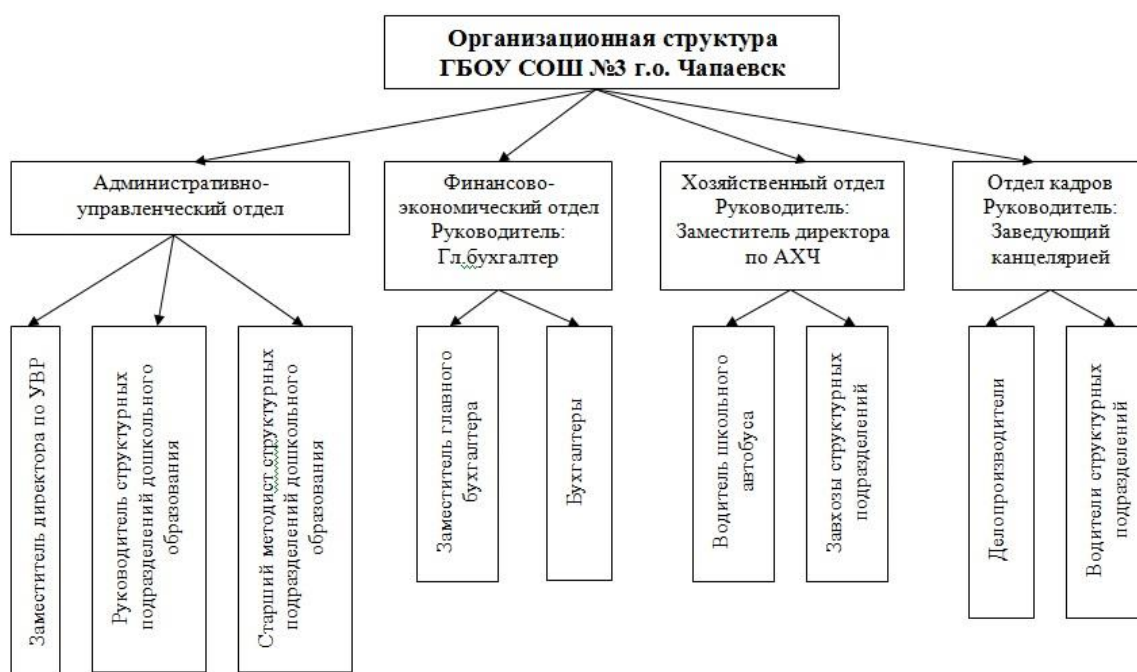 Организационная структура
ГБОУ СОШ №3 г.о. Чапаевск
Административно-
управленческий отдел
Финансово-
экономический отдел
Руководитель:
Гл.бухгалтер
Хозяйственный отдел
Руководитель:
Заместитель директора
по АХЧ
Отдел кадров
Руководитель:
Заведующий
канцелярией
Заместитель директора по УВР
Руководитель структурных
подразделений дошкольного
образования
Старший методист структурных
подразделений дошкольного
образования
Заместитель главного
бухгалтера
Бухгалтеры
Водитель школьного
автобуса
Завхозы структурных
подразделений
Делопроизводители
Водители структурных
подразделений